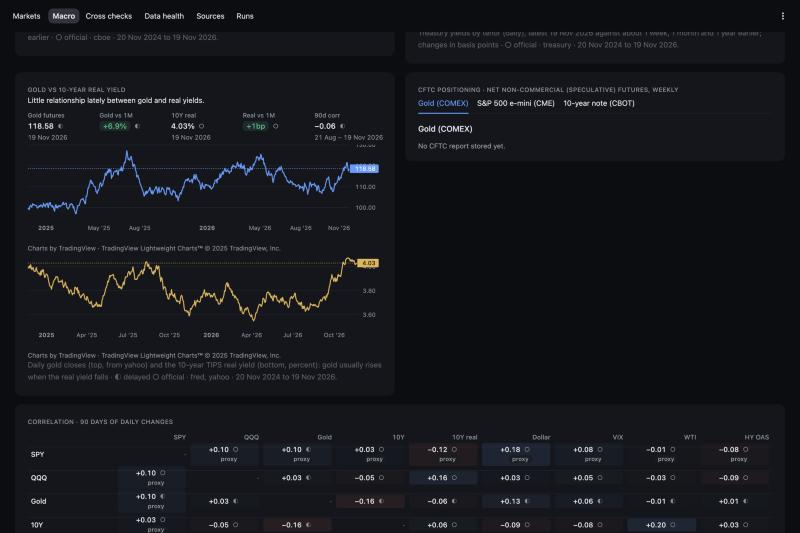 Markets Macro Cross checks Data health Sources Runs
earlier · official · cboe · 20 Nov 2024 to 19 Nov 2026.
Treasury yields by tenor (daily), latest 19 Nov 2026 against about 1 week, 1 month and 1 year earlier;
changes in basis points · official · treasury · 20 Nov 2024 to 19 Nov 2026.
GOLD VS 10-YEAR REAL YIELD
Little relationship lately between gold and real yields.
Gold futures Gold vs 1M 10Y real Real vs 1M 90d corr
118.58 +6.9% 4.03% +1bp −0.06
19 Nov 2026 19 Nov 2026 21 Aug – 19 Nov 2026
118.58
110.00
100.00
2025 May '25 Aug '25 2026 May '26 Aug '26 Nov '26
Charts by TradingView · TradingView Lightweight Charts™ © 2025 TradingView, Inc.
4.03
3.80
3.60
2025 Apr '25 Jul '25 Oct '25 2026 Apr '26 Jul '26 Oct '26
Charts by TradingView · TradingView Lightweight Charts™ © 2025 TradingView, Inc.
Daily gold closes (top, from yahoo) and the 10-year TIPS real yield (bottom, percent): gold usually rises
when the real yield falls · delayed official · fred, yahoo · 20 Nov 2024 to 19 Nov 2026.
CFTC POSITIONING · NET NON-COMMERCIAL (SPECULATIVE) FUTURES, WEEKLY
Gold (COMEX) S&P 500 e-mini (CME) 10-year note (CBOT)
Gold (COMEX)
No CFTC report stored yet.
CORRELATION · 90 DAYS OF DAILY CHANGES
SPY QQQ Gold 10Y 10Y real Dollar VIX WTI HY OAS
SPY - +0.10 +0.10 +0.03 −0.12 +0.18 +0.08 −0.01 −0.08
proxy proxy proxy proxy proxy proxy proxy proxy
QQQ +0.10 - +0.03 −0.05 +0.16 +0.03 +0.05 −0.03 −0.09
proxy
Gold +0.10 +0.03 - −0.16 −0.06 +0.13 +0.06 −0.01 +0.01
proxy
10Y +0.03 −0.05 −0.16 - +0.06 −0.09 −0.08 +0.20 +0.03
proxy